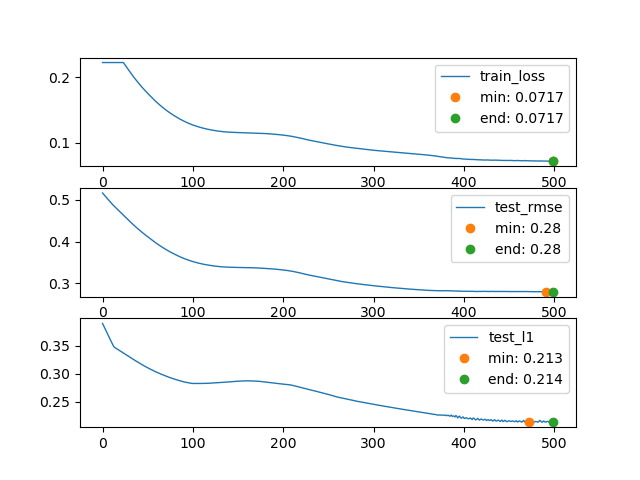 train_loss
min: 0.0717
end: 0.0717
0.2
0.1
0 100 200 300 400 500
test_rmse
min: 0.28
end: 0.28
0.5
0.4
0.3
0 100 200 300 400 500
test_l1
min: 0.213
end: 0.214
0.35
0.30
0.25
0 100 200 300 400 500